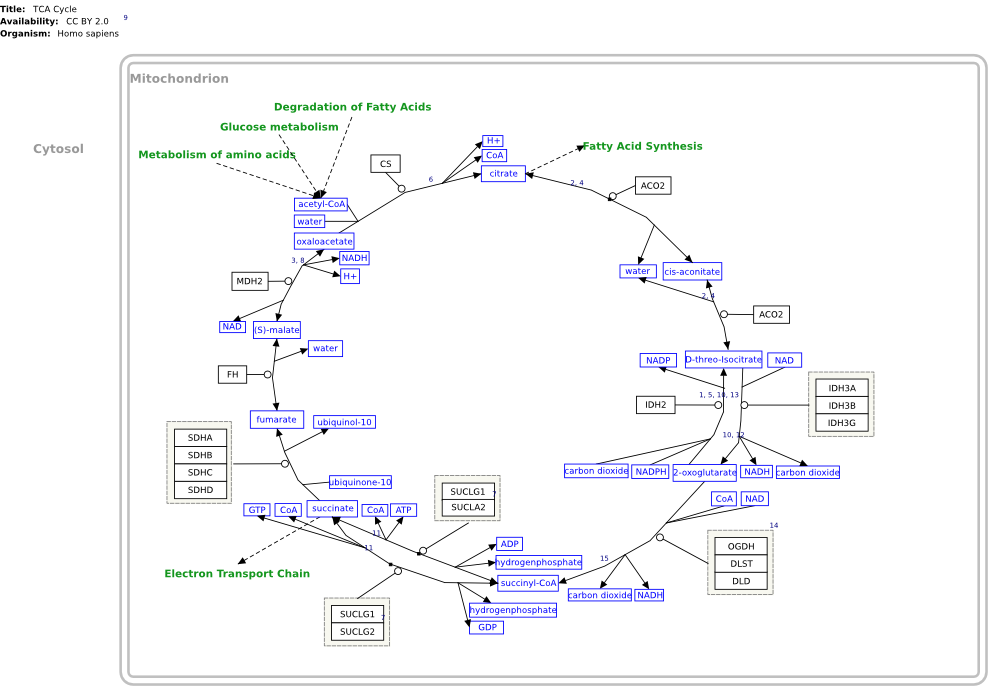 Title: TCA Cycle
Availability: CC BY 2.0 9
Organism: Homo sapiens
Mitochondrion
Cytosol
Degradation of Fatty Acids
Glucose metabolism
Metabolism of amino acids
Fatty Acid Synthesis
H+
CoA
citrate
CS
6
2, 4
ACO2
acetyl-CoA
water
oxaloacetate
3, 8
NADH
H+
MDH2
NAD
(S)-malate
water
FH
fumarate
water
cis-aconitate
2, 4
ACO2
NADP
D-threo-Isocitrate
NAD
1, 5, 10, 13
IDH2
IDH3A
IDH3B
IDH3G
10, 12
carbon dioxide
NADPH
2-oxoglutarate
NADH
carbon dioxide
ubiquinol-10
SDHA
SDHB
SDHC
SDHD
ubiquinone-10
GTP
CoA
succinate
CoA
ATP
SUCLG1
7
SUCLA2
CoA
NAD
14
OGDH
DLST
DLD
11
11
15
ADP
hydrogenphosphate
succinyl-CoA
carbon dioxide
NADH
Electron Transport Chain
hydrogenphosphate
GDP
SUCLG1
7
SUCLG2